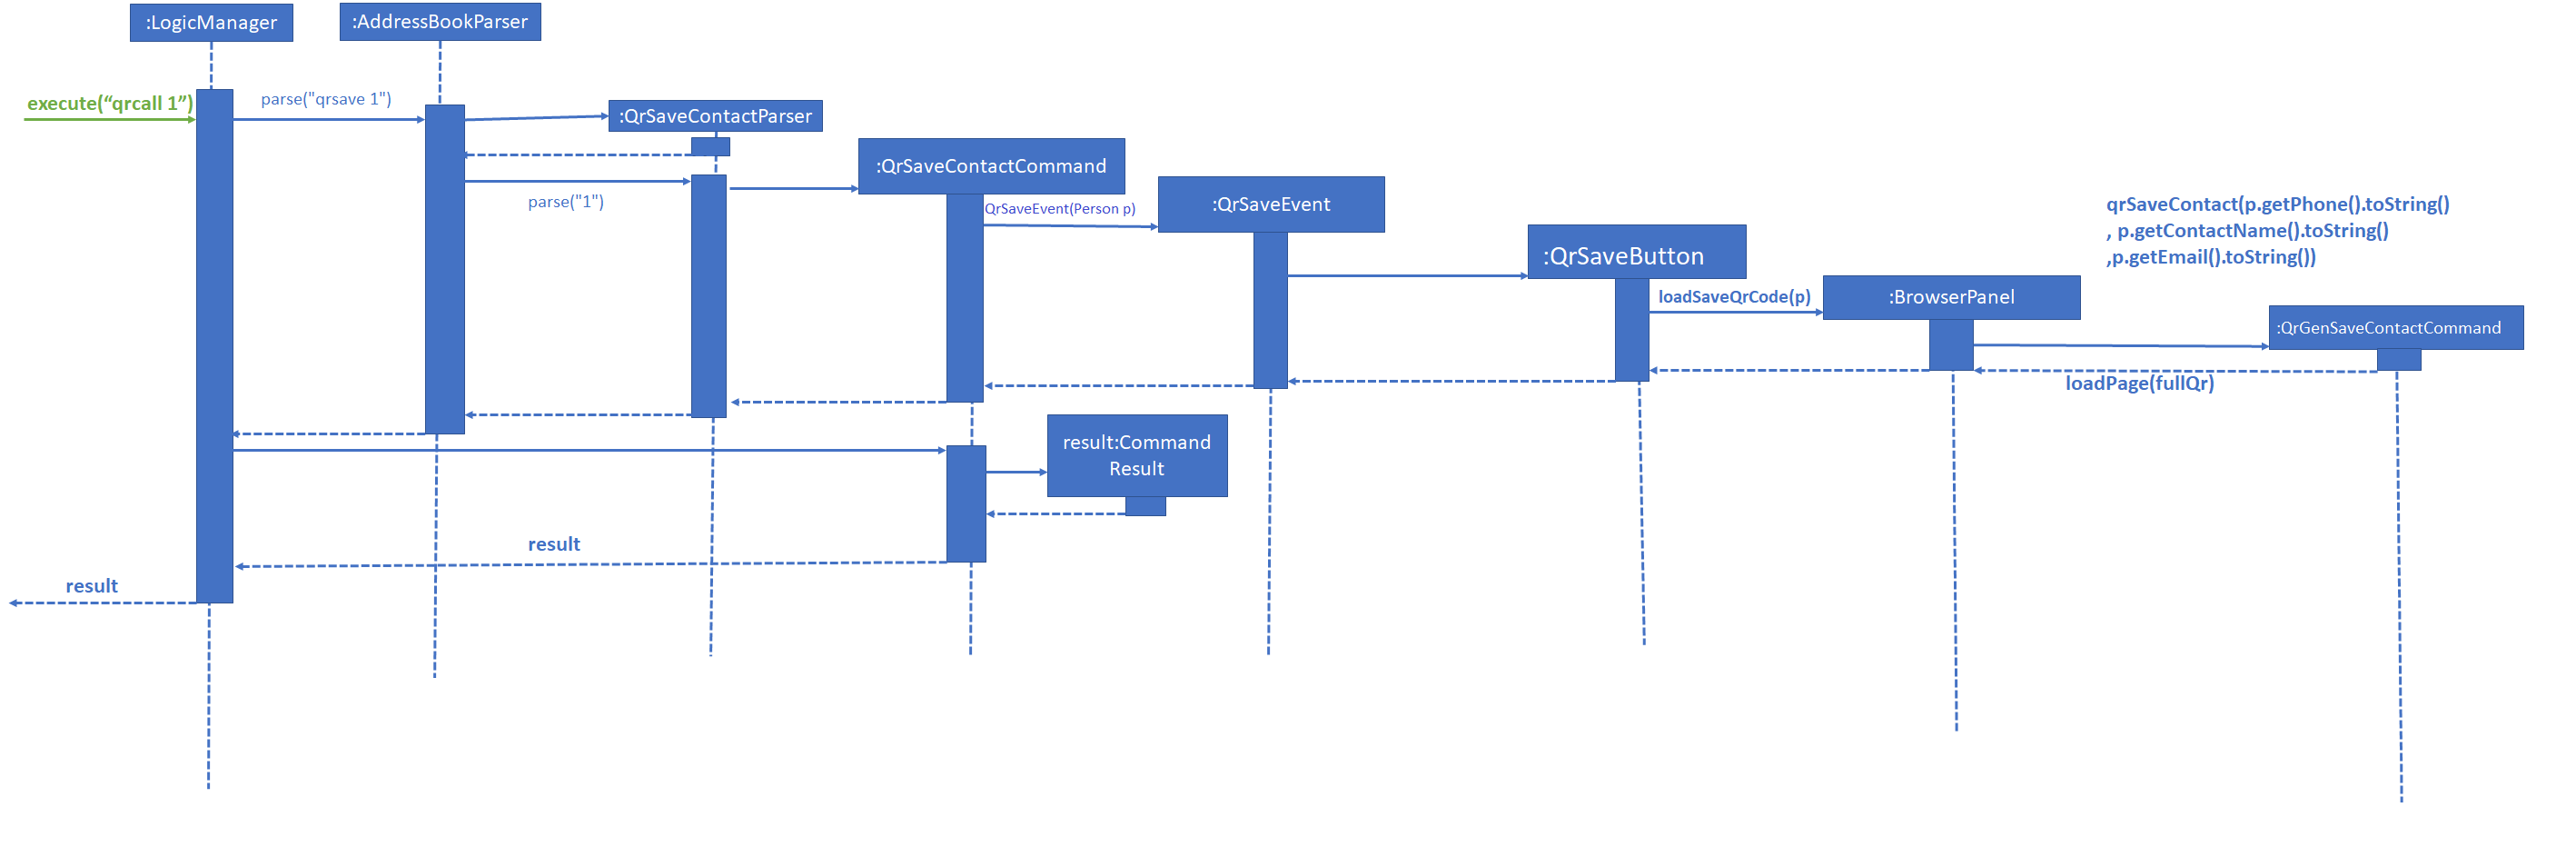 :LogicManager
:AddressBookParser
execute(“qrcall 1”)
parse("qrsave 1")
:QrSaveContactParser
:QrSaveContactCommand
parse("1")
QrSaveEvent(Person p)
:QrSaveEvent
qrSaveContact(p.getPhone().toString()
, p.getContactName().toString()
,p.getEmail().toString())
:QrSaveButton
loadSaveQrCode(p)
:BrowserPanel
:QrGenSaveContactCommand
loadPage(fullQr)
result:Command
Result
result
result